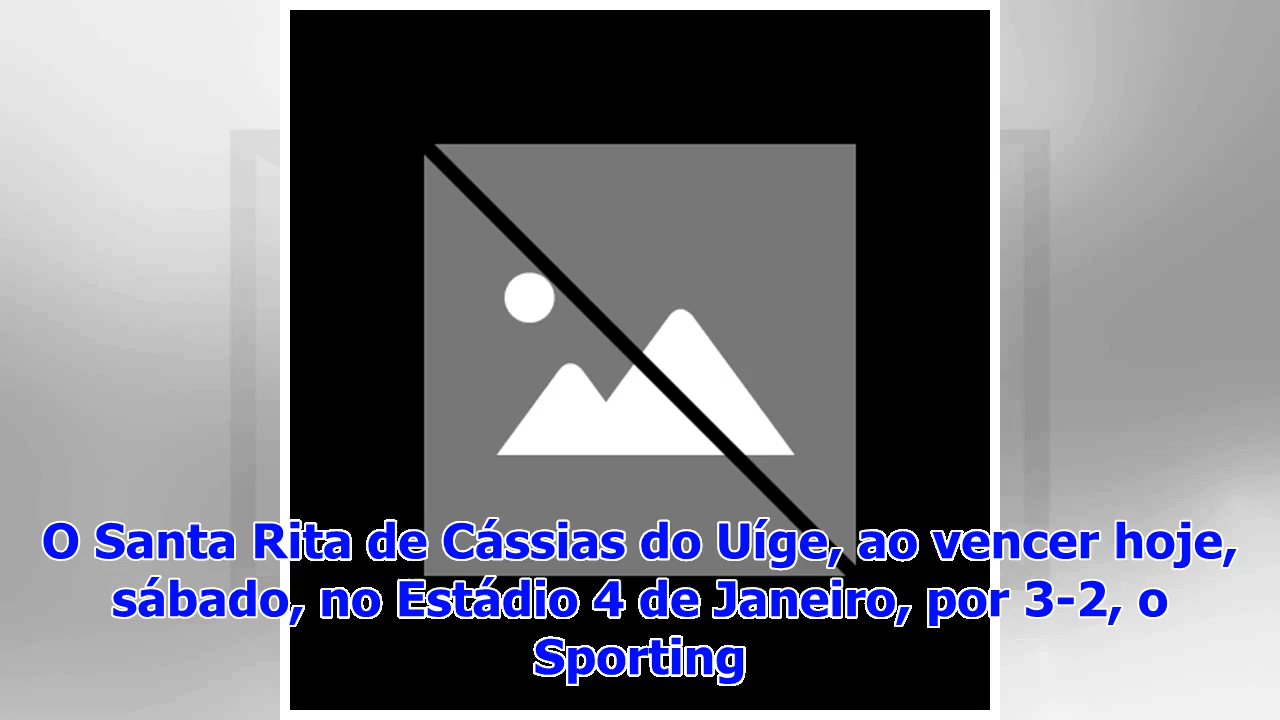 O Santa Rita de Cássias do Uíge, ao vencer hoje,
sábado, no Estádio 4 de Janeiro, por 3-2, o
Sporting